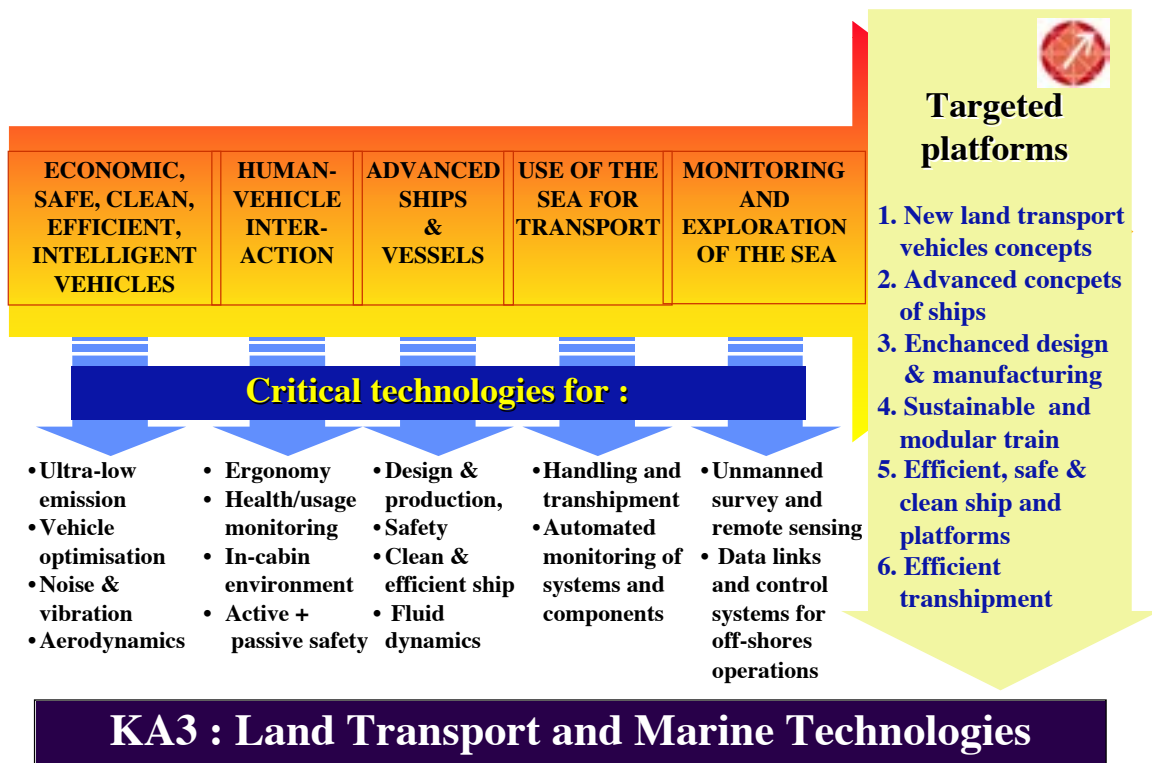 Targeted
platforms
ECONOMIC,
SAFE, CLEAN,
EFFICIENT,
INTELLIGENT
VEHICLES
HUMAN-
VEHICLE
INTER-
ACTION
ADVANCED
SHIPS
&
VESSELS
USE OF THE
SEA FOR
TRANSPORT
MONITORING
AND
EXPLORATION
OF THE SEA
1. New land transport
vehicles concepts
2. Advanced concpets
of ships
3. Enchanced design
& manufacturing
4. Sustainable and
modular train
5. Efficient, safe &
clean ship and
platforms
6. Efficient
transhipment
Critical technologies for :
• Ultra-low
emission
• Vehicle
optimisation
• Noise &
vibration
• Aerodynamics
• Ergonomy
• Health/usage
monitoring
• In-cabin
environment
• Active +
passive safety
• Design &
production,
• Safety
• Clean &
efficient ship
• Fluid
dynamics
• Handling and
transhipment
• Automated
monitoring of
systems and
components
• Unmanned
survey and
remote sensing
• Data links
and control
systems for
off-shores
operations
KA3 : Land Transport and Marine Technologies